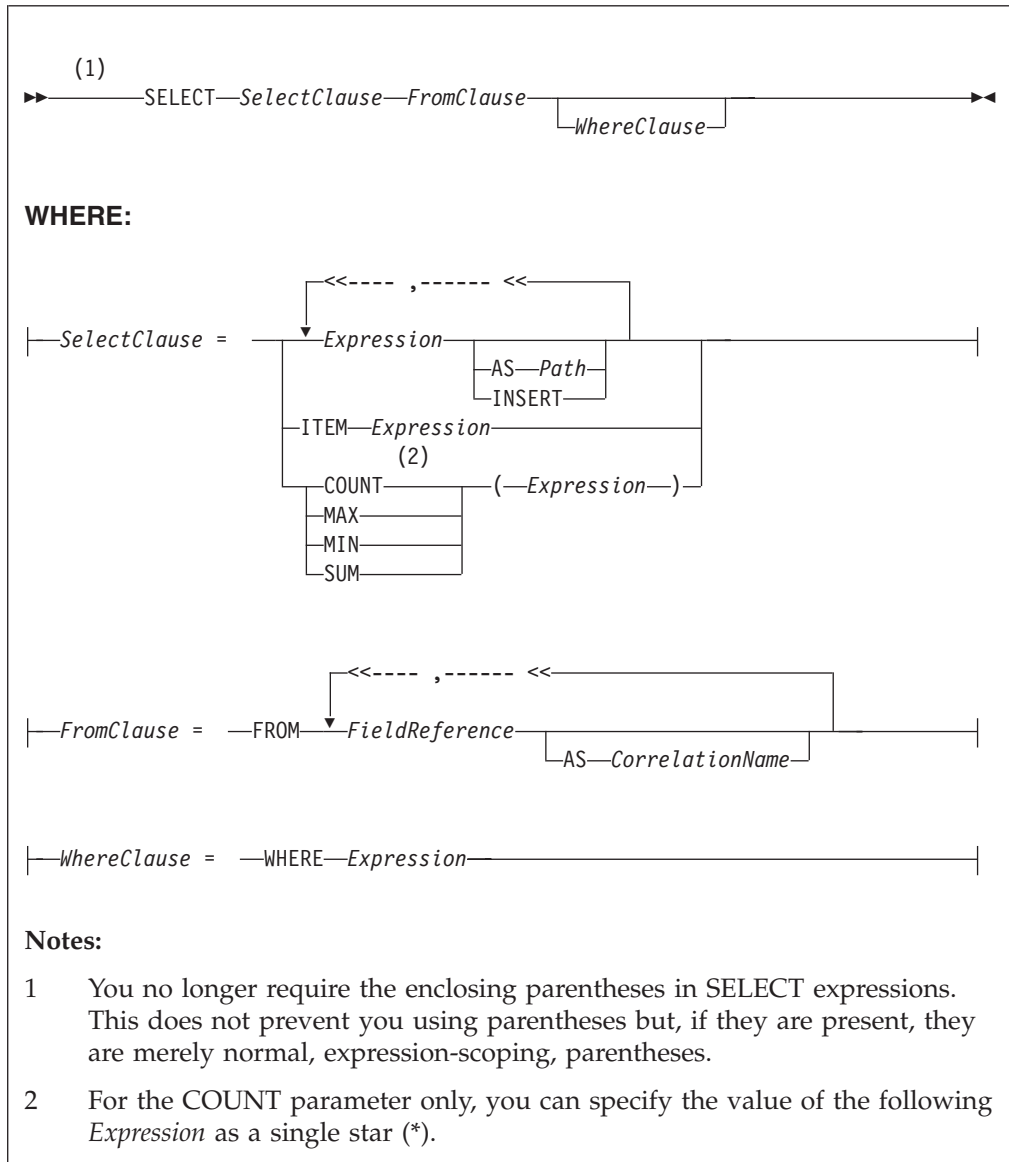 (1)
SELECT SelectClause FromClause
WhereClause
WHERE:
<<---- ,------ <<
SelectClause = Expression
AS Path
INSERT
ITEM Expression
(2)
COUNT ( Expression )
MAX
MIN
SUM
<<---- ,------ <<
FromClause = FROM FieldReference
AS CorrelationName
WhereClause = WHERE Expression
Notes:
1 You no longer require the enclosing parentheses in SELECT expressions.
This does not prevent you using parentheses but, if they are present, they
are merely normal, expression-scoping, parentheses.
2 For the COUNT parameter only, you can specify the value of the following
Expression as a single star (*).